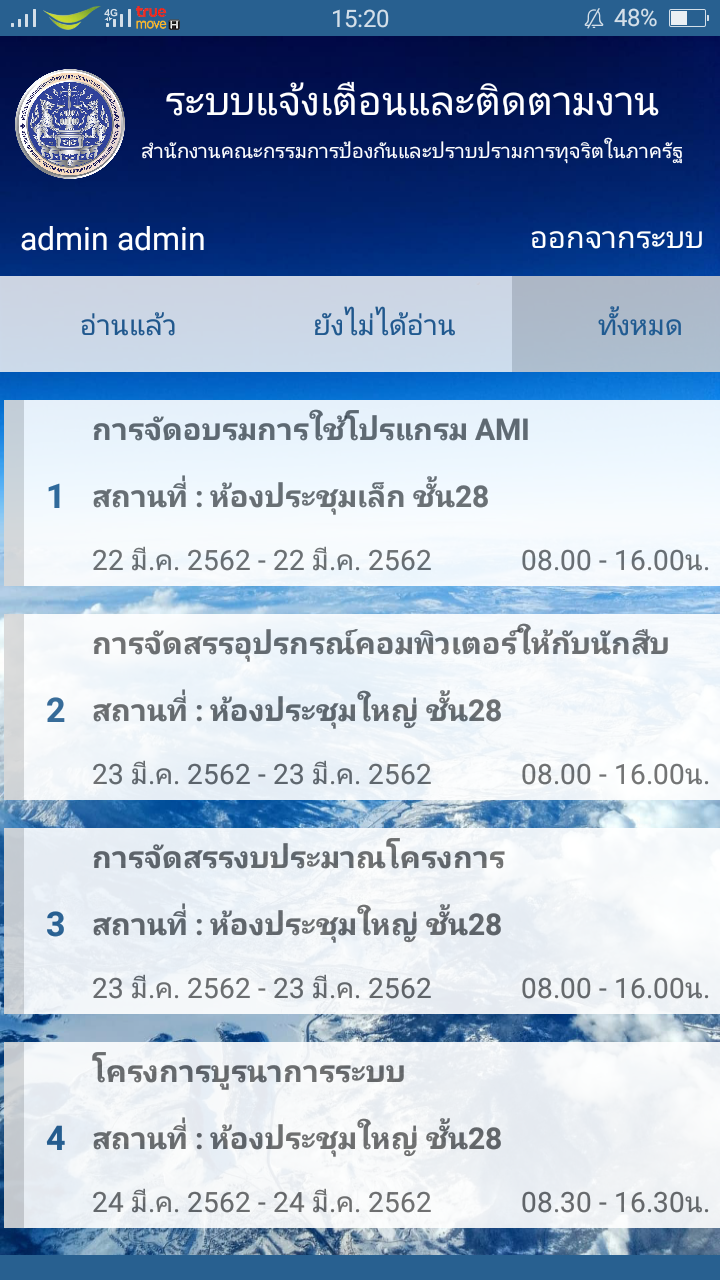 4G
true
move H
15:20
48%
ระบบแจ้งเตือนและติดตามงาน
สำนักงานคณะกรรมการป้องกันและปราบปรามการทุจริตในภาครัฐ
admin admin
ออกจากระบบ
อ่านแล้ว
ยังไม่ได้อ่าน
ทั้งหมด
การจัดอบรมการใช้โปรแกรม AMI
1 สถานที่ : ห้องประชุมเล็ก ชั้น28
22 มี.ค. 2562 - 22 มี.ค. 2562 08.00 - 16.00น.
การจัดสรรอุปรกรณ์คอมพิวเตอร์ให้กับนักสืบ
2 สถานที่ : ห้องประชุมใหญ่ ชั้น28
23 มี.ค. 2562 - 23 มี.ค. 2562 08.00 - 16.00น.
การจัดสรรงบประมาณโครงการ
3 สถานที่ : ห้องประชุมใหญ่ ชั้น28
23 มี.ค. 2562 - 23 มี.ค. 2562 08.00 - 16.00น.
โครงการบูรนาการระบบ
4 สถานที่ : ห้องประชุมใหญ่ ชั้น28
24 มี.ค. 2562 - 24 มี.ค. 2562 08.30 - 16.30น.